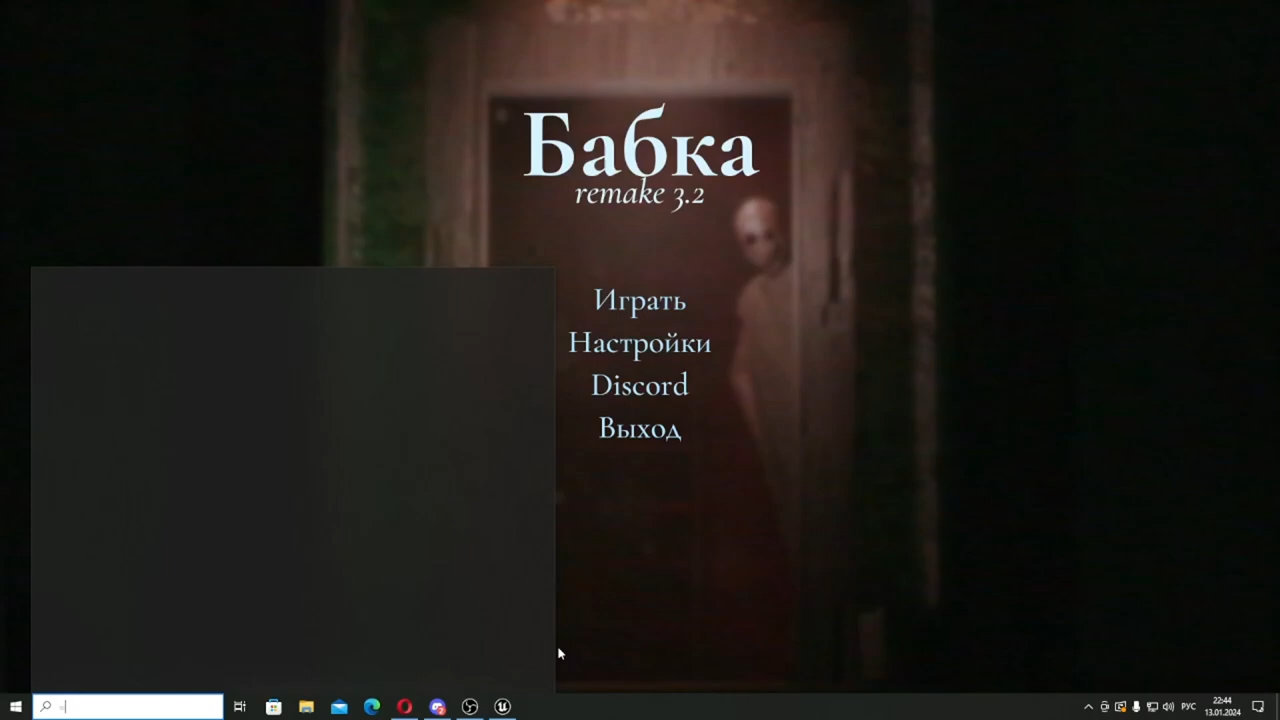 Бабка
remake 3.2
Играть
Настройки
Discord
Выход
РУС
22:44
13.01.2024